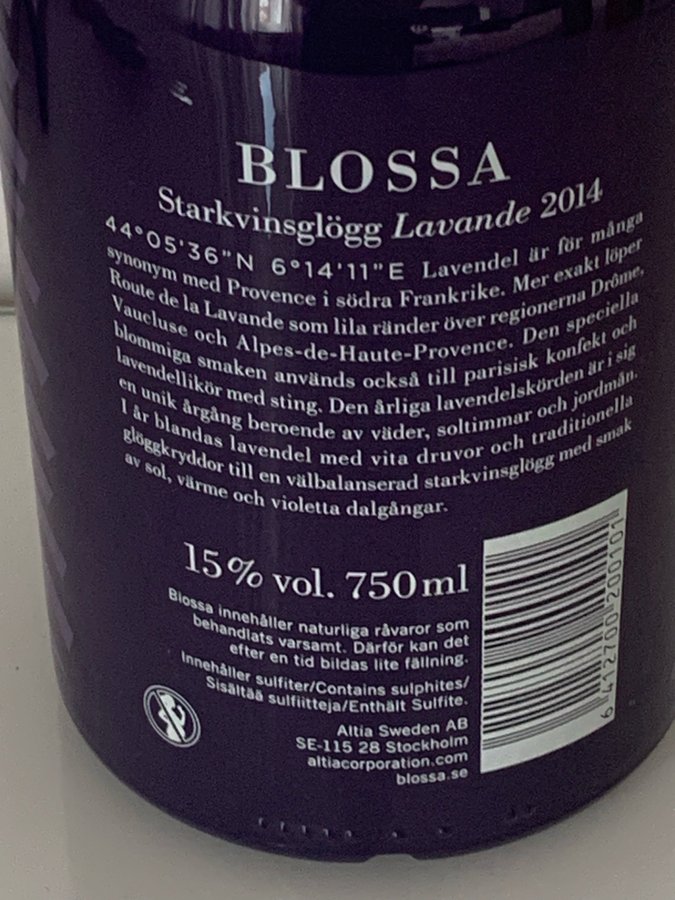 BLOSSA
Starkvinsglögg Lavande 2014
44°05'36"N 6°14'11"E Lavendel är för många
synonym med Provence i södra Frankrike. Mer exakt löper
Route de la Lavande som lila ränder över regionerna Drôme,
Vaucluse och Alpes-de-Haute-Provence. Den speciella
blommiga smaken används också till parisisk konfekt och
lavendellikör med sting. Den årliga lavendelskörden är i sig
en unik årgång beroende av väder, soltimmar och jordmån.
I år blandas lavendel med vita druvor och traditionella
glöggkryddor till en välbalanserad starkvinsglögg med smak
av sol, värme och violetta dalgångar.
15% vol. 750ml
Blossa innehåller naturliga råvaror som
behandlats varsamt. Därför kan det
efter en tid bildas lite fällning.
Innehåller sulfiter/Contains sulphites/
Sisältää sulfiitteja/Enthält Sulfite.
Altia Sweden AB
SE-115 28 Stockholm
altiacorporation.com
blossa.se
6 412700 200101